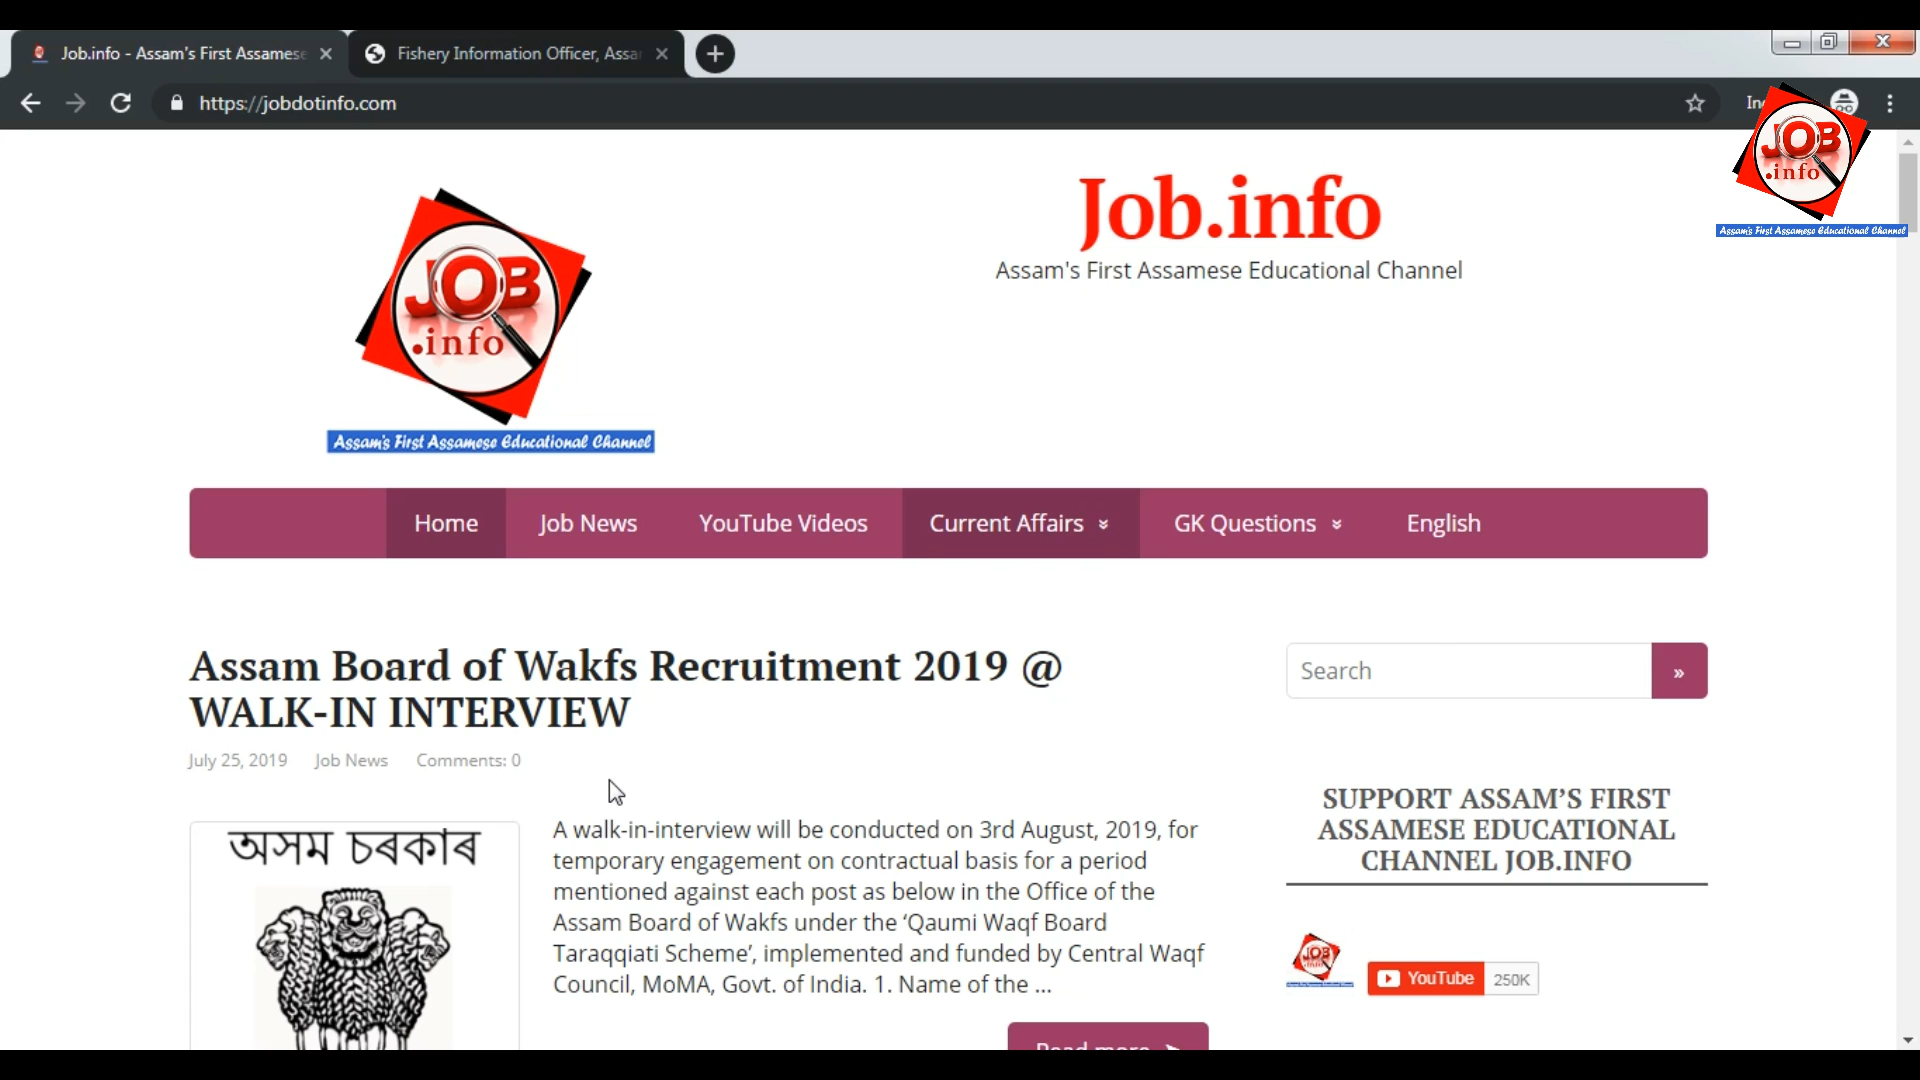 Job.info - Assam's First Assamese
Fishery Information Officer, Assa
https://jobdotinfo.com
JOB
.info
Assam's First Assamese Educational Channel
Job.info
Assam's First Assamese Educational Channel
JOB
.info
Assam's First Assamese Educational Channel
Home
Job News
YouTube Videos
Current Affairs
GK Questions
English
Assam Board of Wakfs Recruitment 2019 @
WALK-IN INTERVIEW
July 25, 2019 Job News Comments: 0
অসম চৰকাৰ
A walk-in-interview will be conducted on 3rd August, 2019, for
temporary engagement on contractual basis for a period
mentioned against each post as below in the Office of the
Assam Board of Wakfs under the ‘Qaumi Waqf Board
Taraqqiati Scheme’, implemented and funded by Central Waqf
Council, MoMA, Govt. of India. 1. Name of the ...
Read more
Search
»
SUPPORT ASSAM’S FIRST
ASSAMESE EDUCATIONAL
CHANNEL JOB.INFO
JOB
YouTube 250K